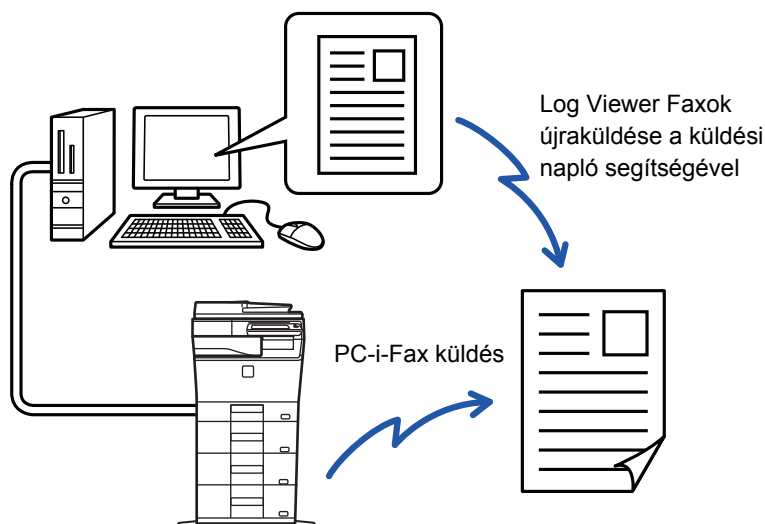 Log Viewer Faxok
újraküldése a küldési
napló segítségével
PC-i-Fax küldés